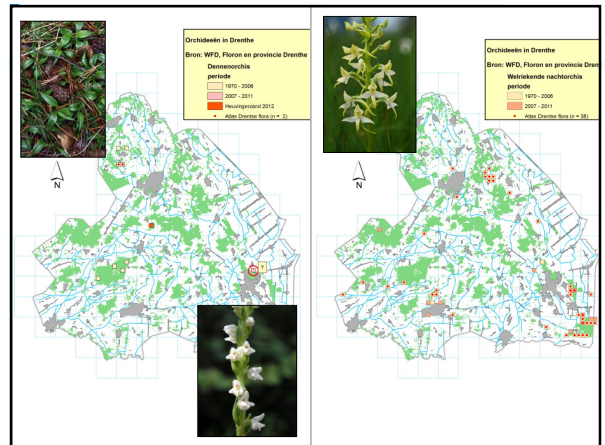 Orchideeën in Drenthe
Bron: WFD, Floron en provincie Drenthe
Dennenorchis
periode
1970 - 2006
2007 - 2011
Heuvingerzand 2012
Atlas Drentse flora (n = 2)
N
?
Orchideeën in Drenthe
Bron: WFD, Floron en provincie Drent
Welriekende nachtorchis
periode
1970 - 2006
2007 - 2011
Atlas Drentse flora (n = 38)
N